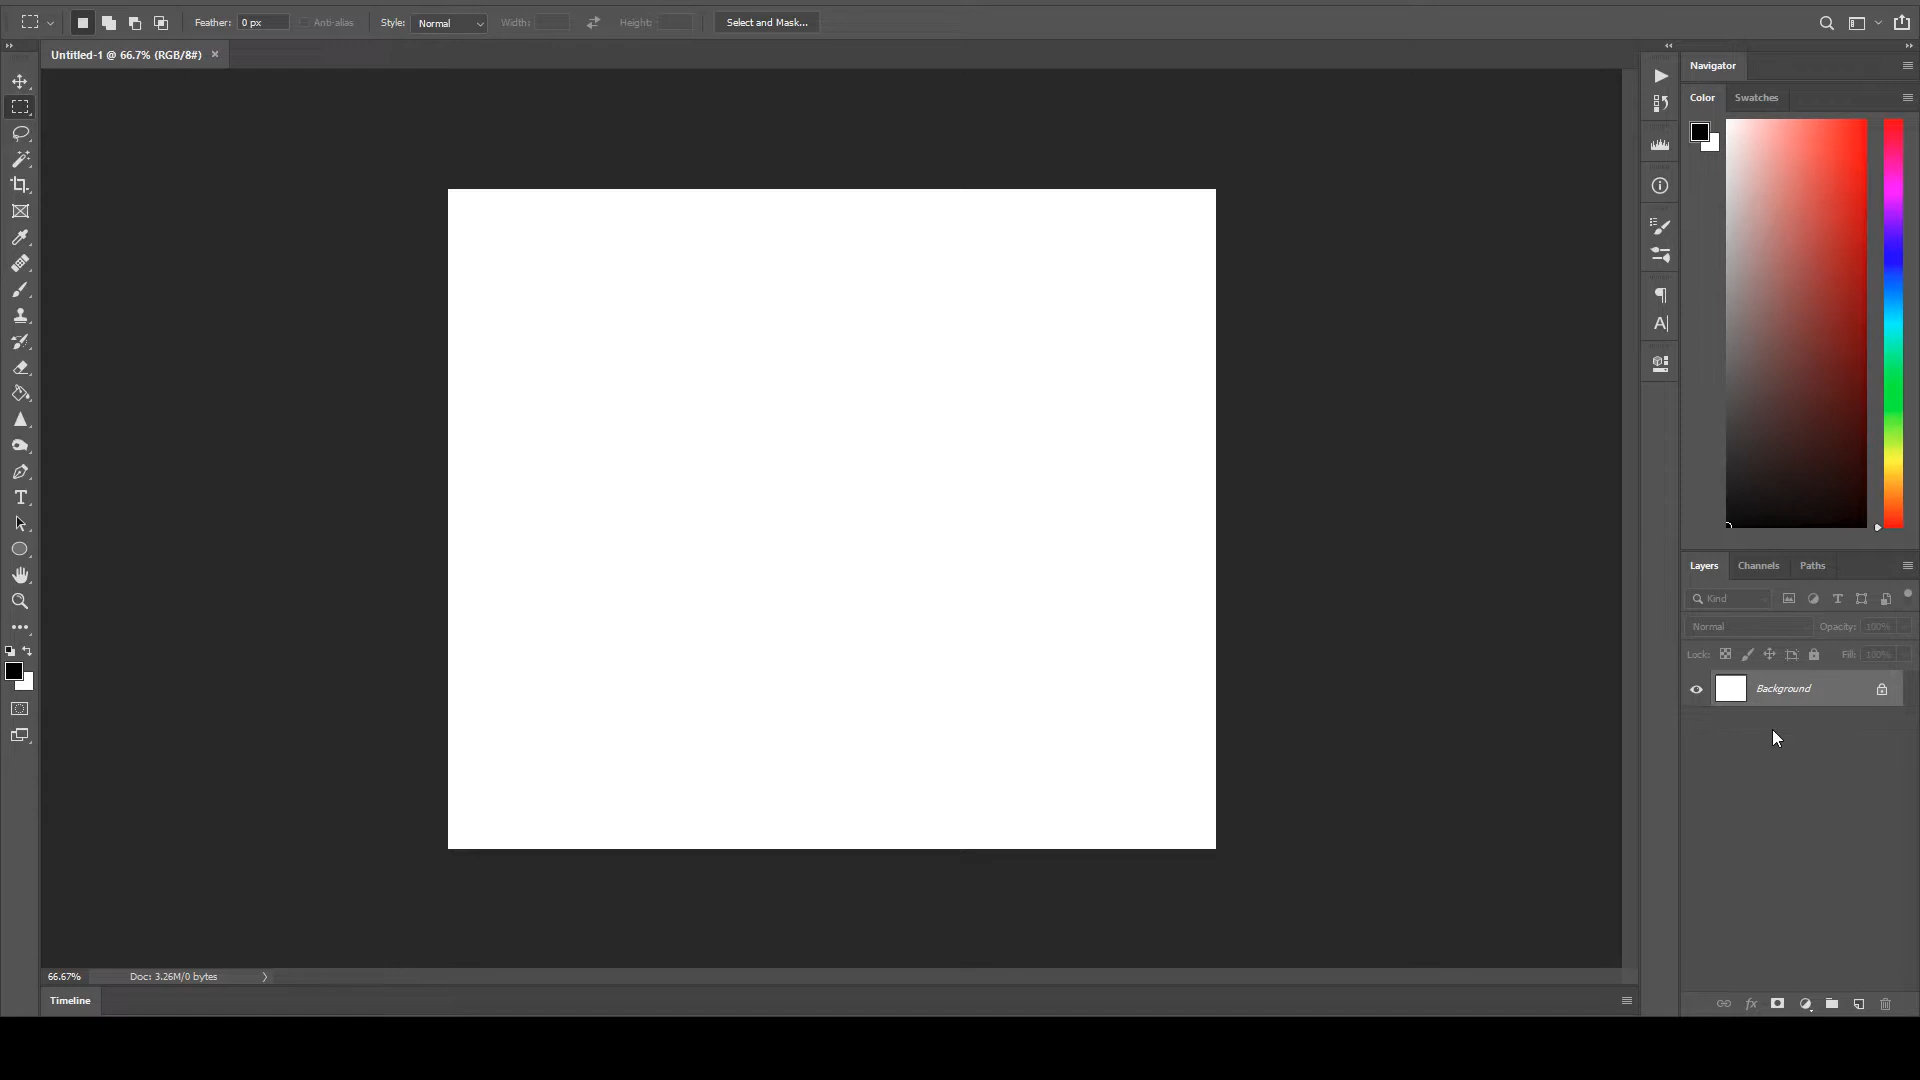 Feather: 0 px Anti-alias Style: Normal Width: Height: Select and Mask...
Untitled-1 @ 66.7% (RGB/8#) ×
Navigator
Color Swatches
Layers Channels Paths
Kind
Normal Opacity: 100%
Lock: Fill: 100%
Background
66.67% Doc: 3.26M/0 bytes
Timeline